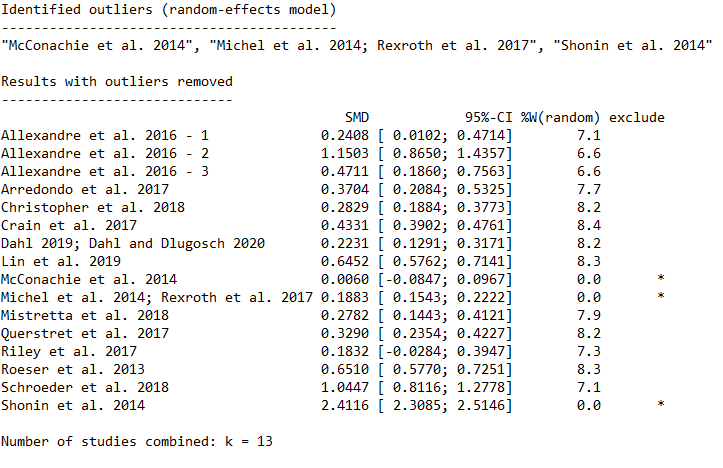 Identified outliers (random-effects model)
------------------------------------------
"McConachie et al. 2014", "Michel et al. 2014; Rexroth et al. 2017", "Shonin et al. 2014"
Results with outliers removed
-----------------------------
SMD 95%-CI %W(random) exclude
Allexandre et al. 2016 - 1 0.2408 [ 0.0102; 0.4714] 7.1
Allexandre et al. 2016 - 2 1.1503 [ 0.8650; 1.4357] 6.6
Allexandre et al. 2016 - 3 0.4711 [ 0.1860; 0.7563] 6.6
Arredondo et al. 2017 0.3704 [ 0.2084; 0.5325] 7.7
Christopher et al. 2018 0.2829 [ 0.1884; 0.3773] 8.2
Crain et al. 2017 0.4331 [ 0.3902; 0.4761] 8.4
Dahl 2019; Dahl and Dlugosch 2020 0.2231 [ 0.1291; 0.3171] 8.2
Lin et al. 2019 0.6452 [ 0.5762; 0.7141] 8.3
McConachie et al. 2014 0.0060 [-0.0847; 0.0967] 0.0 *
Michel et al. 2014; Rexroth et al. 2017 0.1883 [ 0.1543; 0.2222] 0.0 *
Mistretta et al. 2018 0.2782 [ 0.1443; 0.4121] 7.9
Querstret et al. 2017 0.3290 [ 0.2354; 0.4227] 8.2
Riley et al. 2017 0.1832 [-0.0284; 0.3947] 7.3
Roeser et al. 2013 0.6510 [ 0.5770; 0.7251] 8.3
Schroeder et al. 2018 1.0447 [ 0.8116; 1.2778] 7.1
Shonin et al. 2014 2.4116 [ 2.3085; 2.5146] 0.0 *
Number of studies combined: k = 13